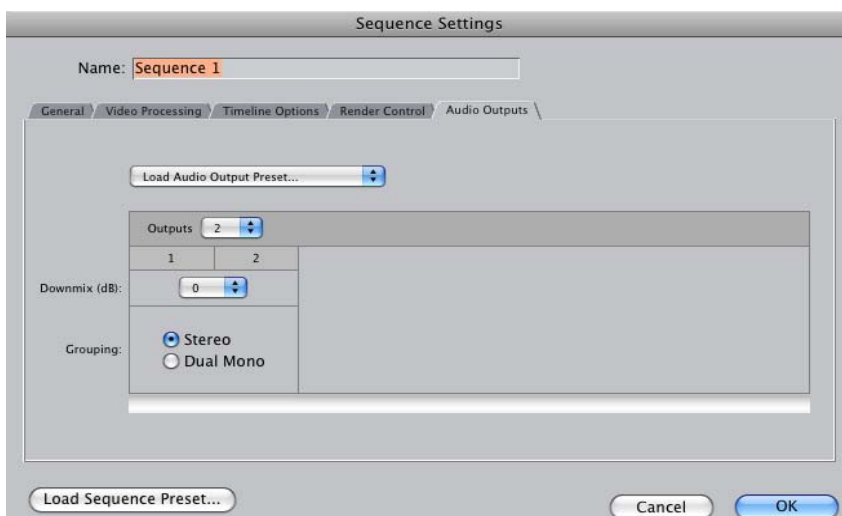 Sequence Settings
Name: Sequence 1
General Video Processing Timeline Options Render Control Audio Outputs
Load Audio Output Preset...
Outputs 2
1 2
Downmix (dB): 0
Grouping: Stereo
Dual Mono
Load Sequence Preset... Cancel OK